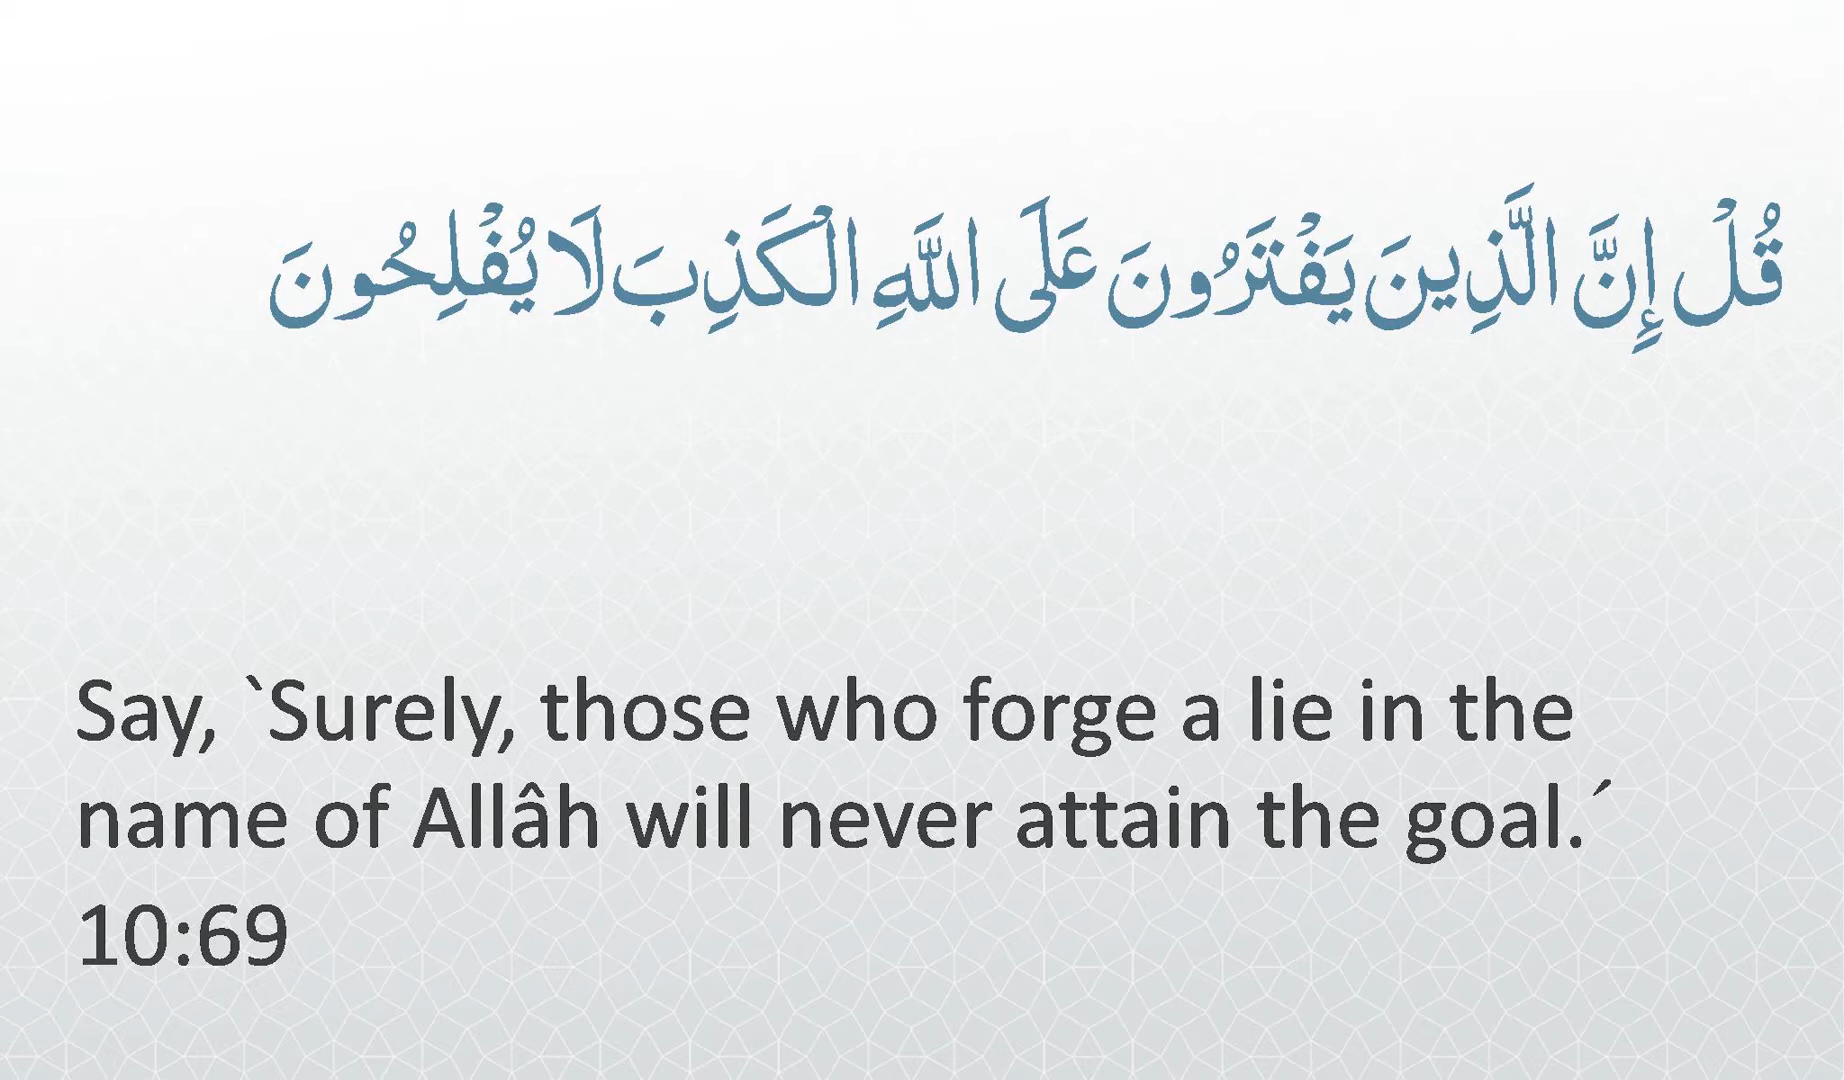 قُلْ إِنَّ الَّذِينَ يَفْتَرُونَ عَلَى اللَّهِ الْكَذِبَ لَا يُفْلِحُونَ
Say, `Surely, those who forge a lie in the
name of Allâh will never attain the goal.´
10:69